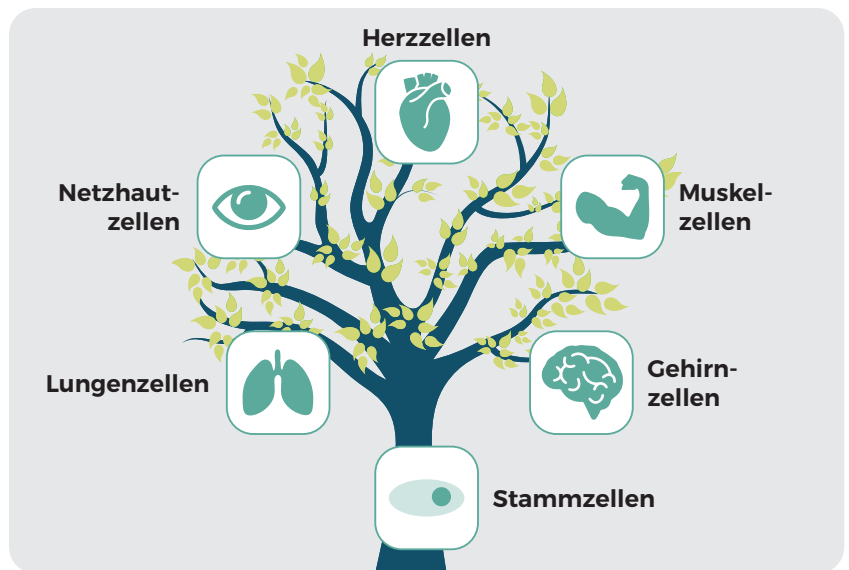 Herzzellen
Netzhaut-
zellen
Muskel-
zellen
Lungenzellen
Gehirn-
zellen
Stammzellen